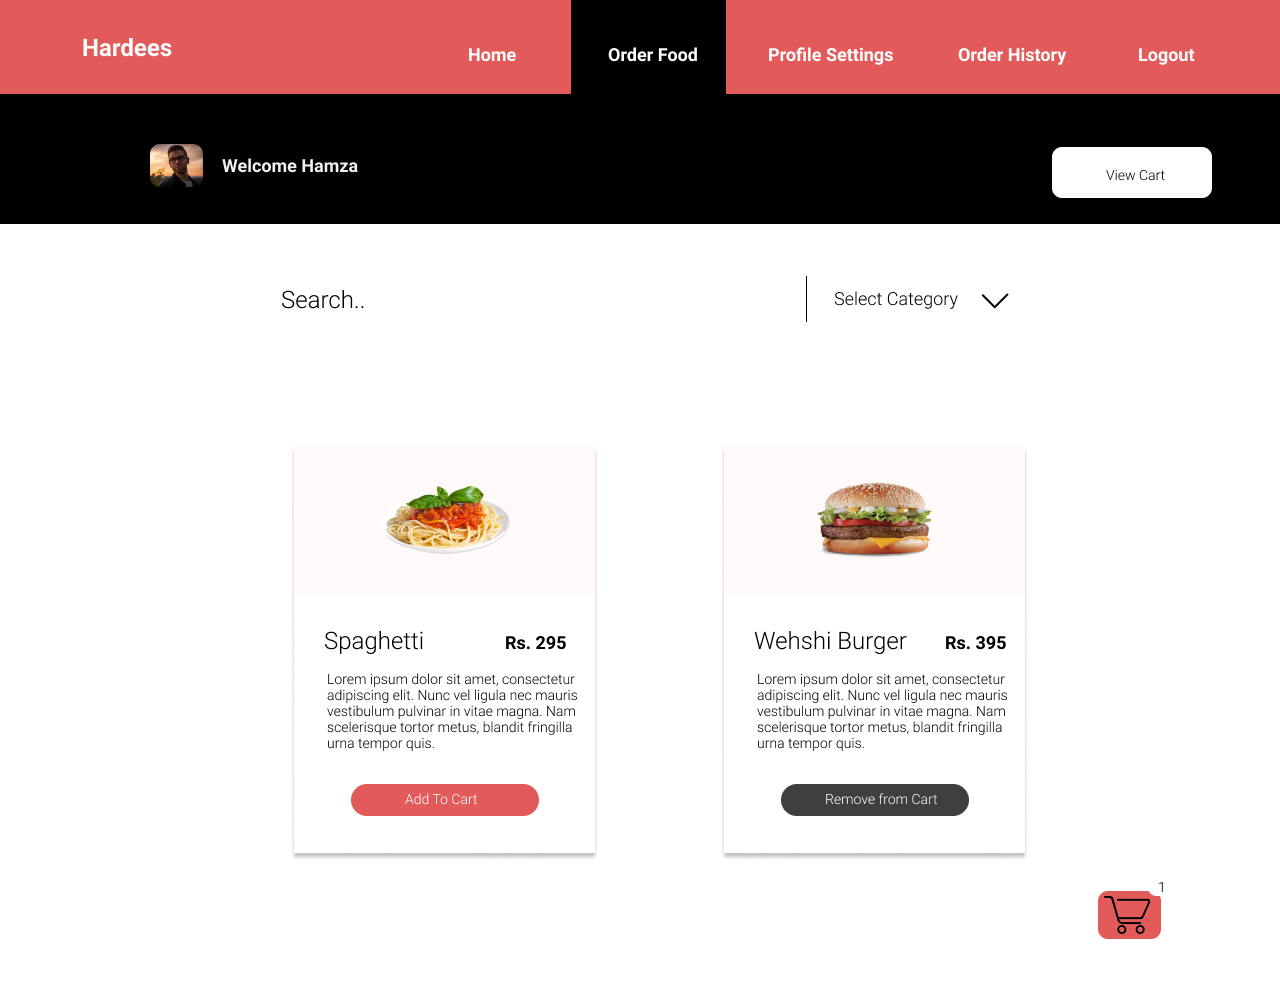 Hardees
Home
Order Food
Profile Settings
Order History
Logout
Welcome Hamza
View Cart
Search..
Select Category
Spaghetti
Rs. 295
Lorem ipsum dolor sit amet, consectetur
adipiscing elit. Nunc vel ligula nec mauris
vestibulum pulvinar in vitae magna. Nam
scelerisque tortor metus, blandit fringilla
urna tempor quis.
Add To Cart
Wehshi Burger
Rs. 395
Lorem ipsum dolor sit amet, consectetur
adipiscing elit. Nunc vel ligula nec mauris
vestibulum pulvinar in vitae magna. Nam
scelerisque tortor metus, blandit fringilla
urna tempor quis.
Remove from Cart
1